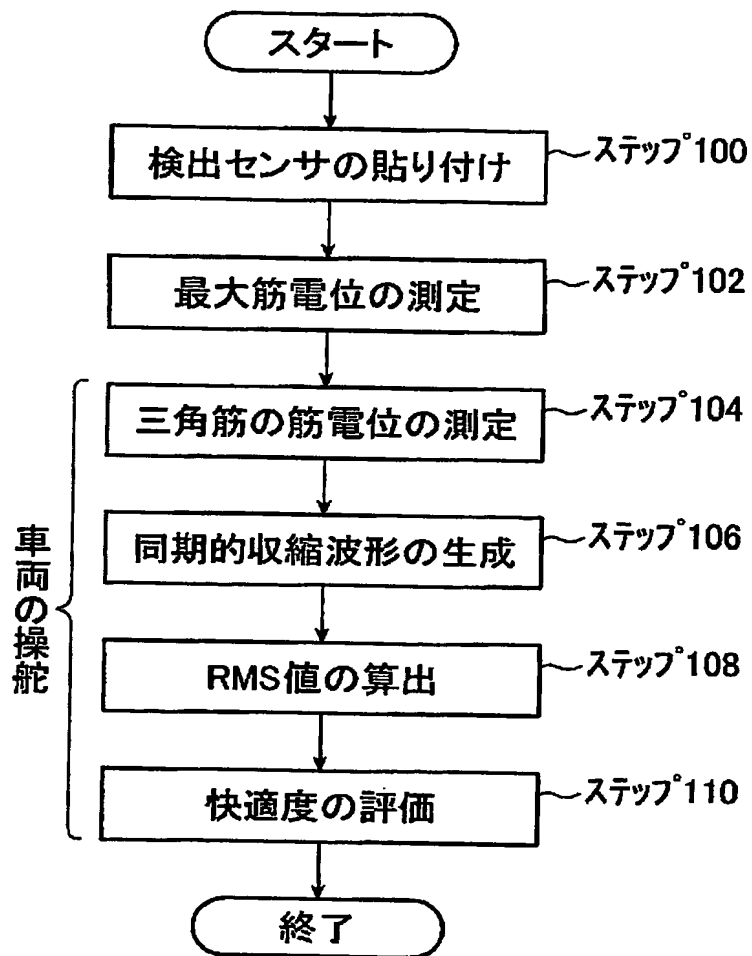 スタート
検出センサの貼り付け
ステップ100
最大筋電位の測定
ステップ102
三角筋の筋電位の測定
ステップ104
同期的収縮波形の生成
ステップ106
車両の操舵
RMS値の算出
ステップ108
快適度の評価
ステップ110
終了